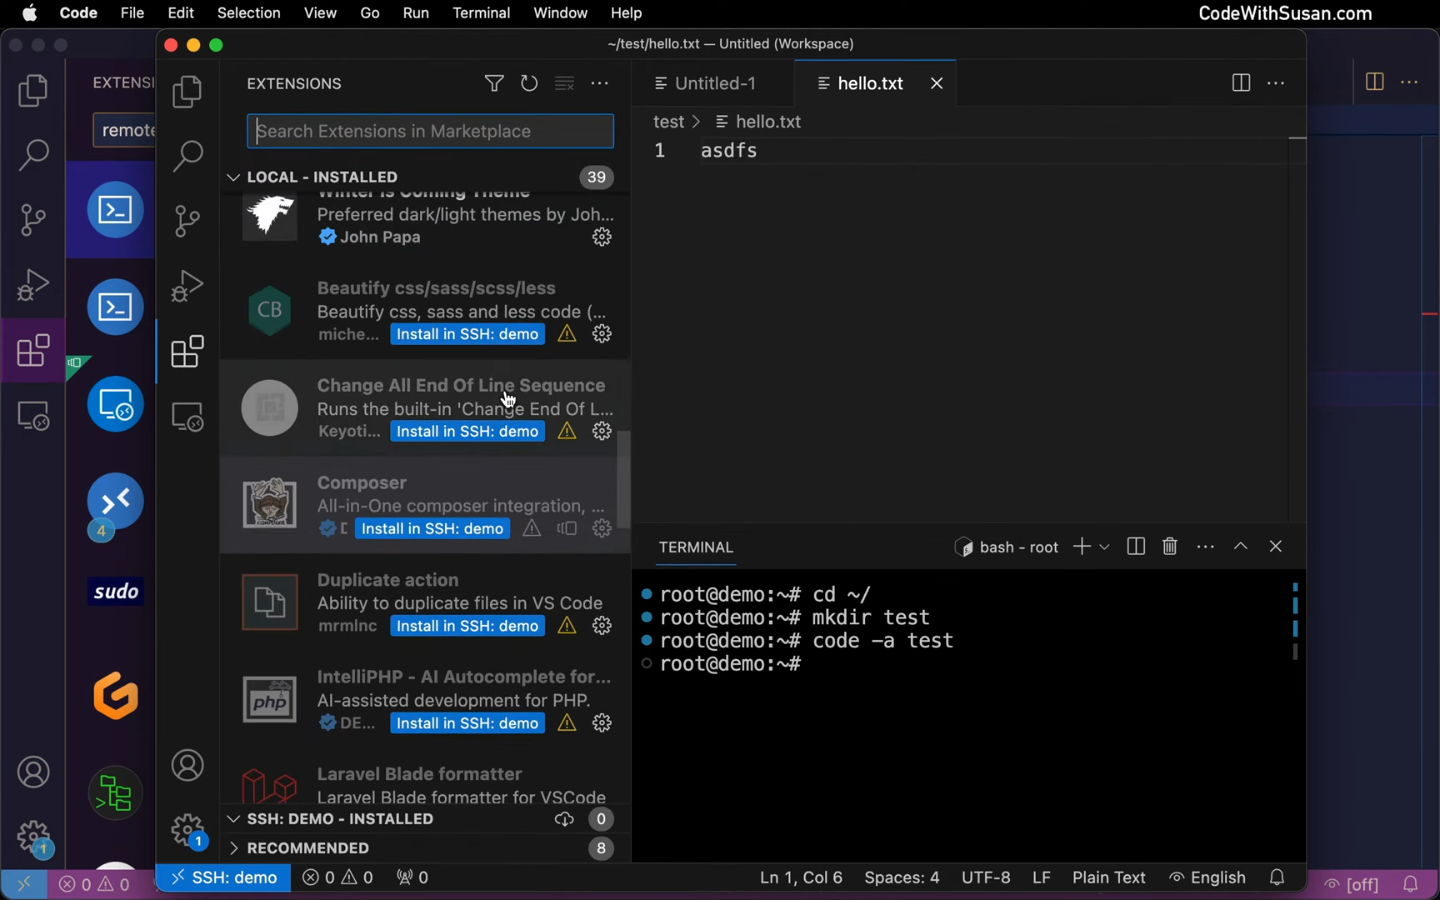 Code File Edit Selection View Go Run Terminal Window Help
CodeWithSusan.com
~/test/hello.txt — Untitled (Workspace)
EXTENSI
remote
sudo
4
1
EXTENSIONS
Search Extensions in Marketplace
LOCAL - INSTALLED 39
Winter is Coming Theme
Preferred dark/light themes by Joh...
John Papa
CB
Beautify css/sass/scss/less
Beautify css, sass and less code (...
miche... Install in SSH: demo
Change All End Of Line Sequence
Runs the built-in 'Change End Of L...
Keyoti... Install in SSH: demo
Composer
All-in-One composer integration, ...
Install in SSH: demo
Duplicate action
Ability to duplicate files in VS Code
mrmlnc Install in SSH: demo
php
IntelliPHP - AI Autocomplete for...
AI-assisted development for PHP.
DE... Install in SSH: demo
Laravel Blade formatter
Laravel Blade formatter for VSCode
SSH: DEMO - INSTALLED 0
RECOMMENDED 8
1
Untitled-1 hello.txt
test > hello.txt
1 asdfs
TERMINAL bash - root
root@demo:~# cd ~/
root@demo:~# mkdir test
root@demo:~# code -a test
root@demo:~#
SSH: demo 0 0 0 Ln 1, Col 6 Spaces: 4 UTF-8 LF Plain Text English
0 0
[off]